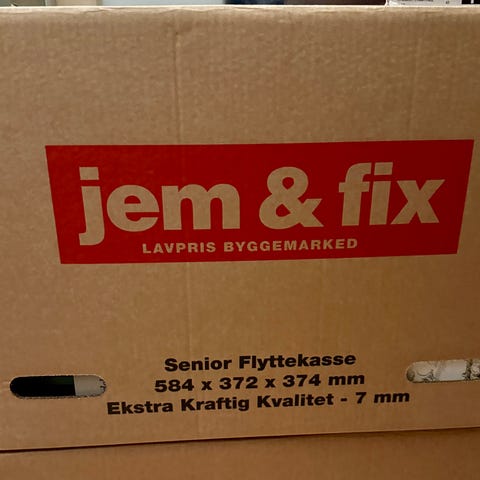 jem & fix
LAVPRIS BYGGEMARKED
Senior Flyttekasse
584 x 372 x 374 mm
Ekstra Kraftig Kvalitet - 7 mm